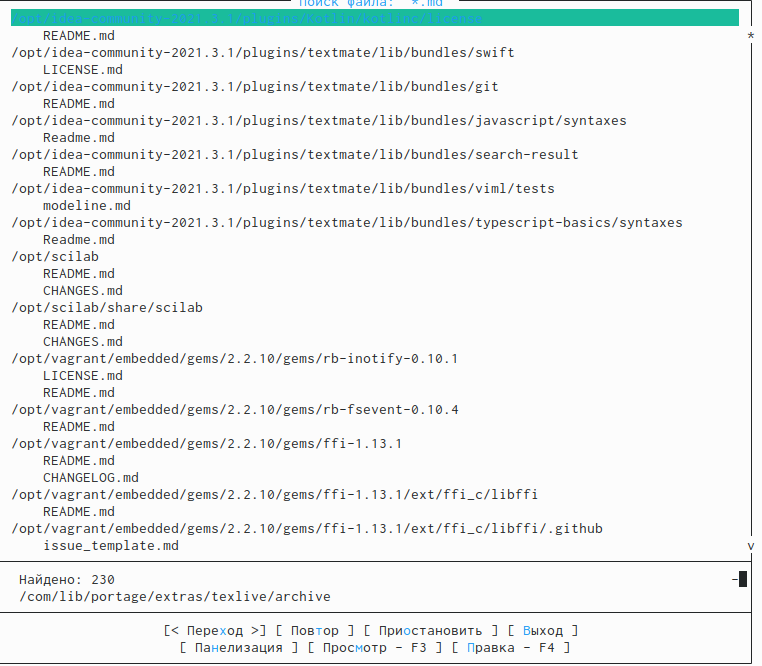 Поиск файла: *.md
/opt/idea-community-2021.3.1/plugins/Kotlin/kotlinc/license
README.md
/opt/idea-community-2021.3.1/plugins/textmate/lib/bundles/swift
LICENSE.md
/opt/idea-community-2021.3.1/plugins/textmate/lib/bundles/git
README.md
/opt/idea-community-2021.3.1/plugins/textmate/lib/bundles/javascript/syntaxes
Readme.md
/opt/idea-community-2021.3.1/plugins/textmate/lib/bundles/search-result
README.md
/opt/idea-community-2021.3.1/plugins/textmate/lib/bundles/viml/tests
modeline.md
/opt/idea-community-2021.3.1/plugins/textmate/lib/bundles/typescript-basics/syntaxes
Readme.md
/opt/scilab
README.md
CHANGES.md
/opt/scilab/share/scilab
README.md
CHANGES.md
/opt/vagrant/embedded/gems/2.2.10/gems/rb-inotify-0.10.1
LICENSE.md
README.md
/opt/vagrant/embedded/gems/2.2.10/gems/rb-fsevent-0.10.4
README.md
/opt/vagrant/embedded/gems/2.2.10/gems/ffi-1.13.1
README.md
CHANGELOG.md
/opt/vagrant/embedded/gems/2.2.10/gems/ffi-1.13.1/ext/ffi_c/libffi
README.md
/opt/vagrant/embedded/gems/2.2.10/gems/ffi-1.13.1/ext/ffi_c/libffi/.github
issue_template.md
Найдено: 230
/com/lib/portage/extras/texlive/archive
[< Переход >] [ Повтор ] [ Приостановить ] [ Выход ]
[ Панелизация ] [ Просмотр - F3 ] [ Правка - F4 ]